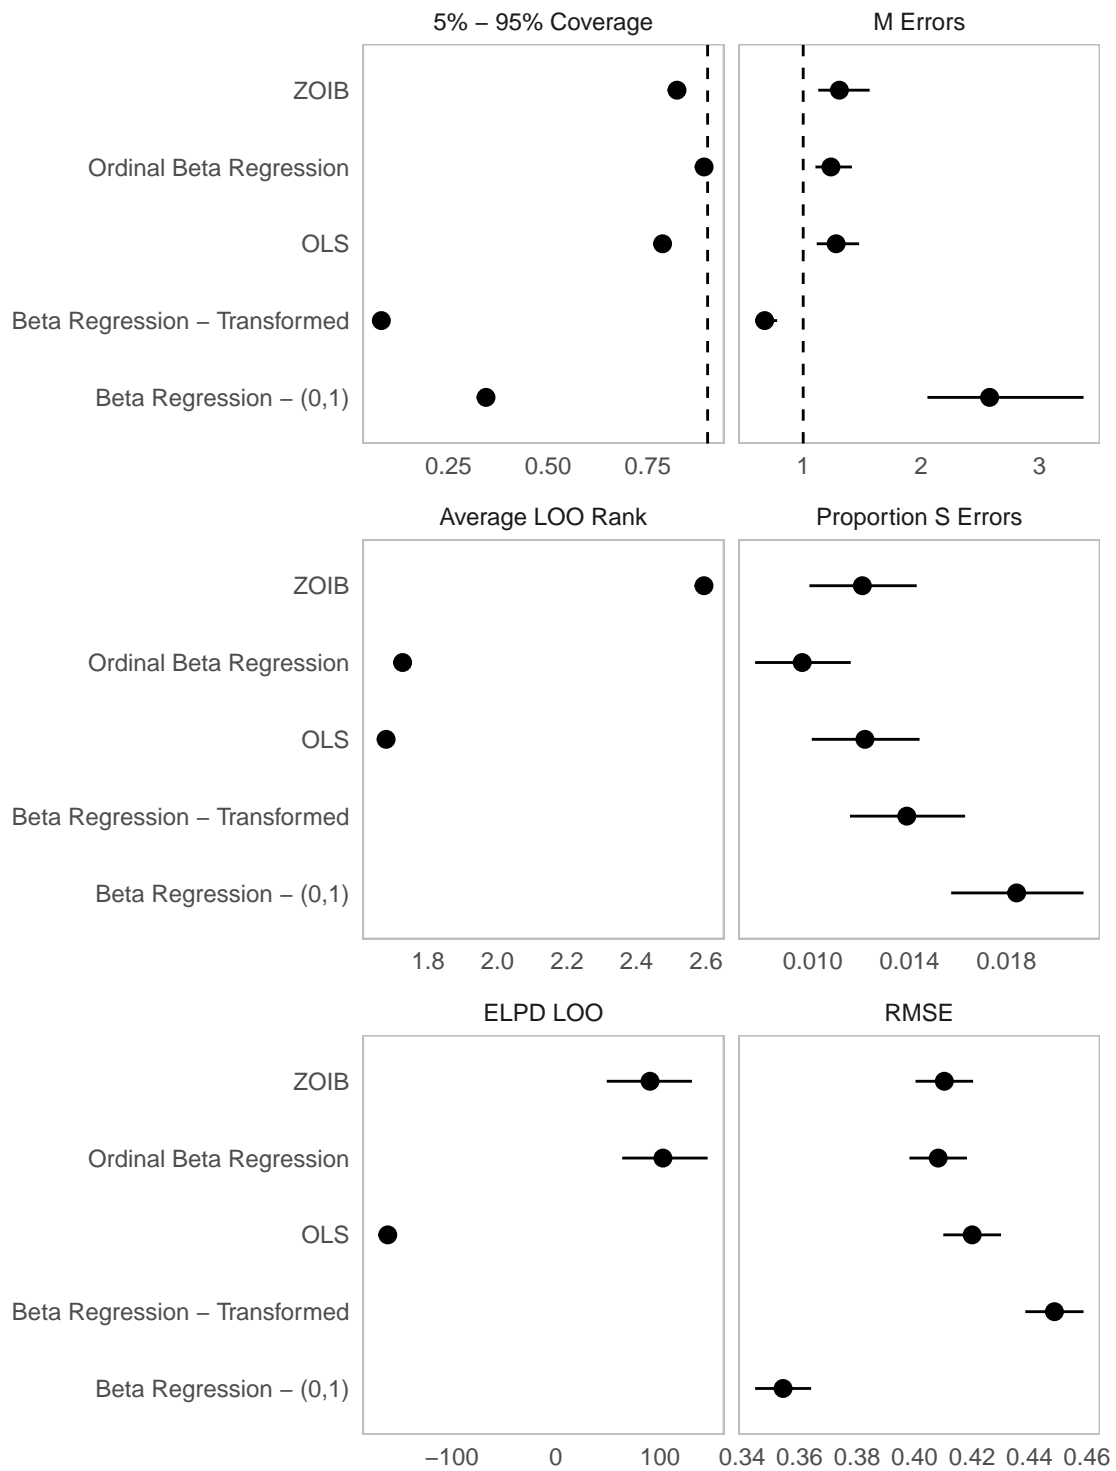 5% – 95% Coverage
M Errors
ZOIB
Ordinal Beta Regression
OLS
Beta Regression – Transformed
Beta Regression – (0,1)
0.25 0.50 0.75
1 2 3
Average LOO Rank
Proportion S Errors
ZOIB
Ordinal Beta Regression
OLS
Beta Regression – Transformed
Beta Regression – (0,1)
1.8 2.0 2.2 2.4 2.6
0.010 0.014 0.018
ELPD LOO
RMSE
ZOIB
Ordinal Beta Regression
OLS
Beta Regression – Transformed
Beta Regression – (0,1)
−100 0 100
0.34 0.36 0.38 0.40 0.42 0.44 0.46